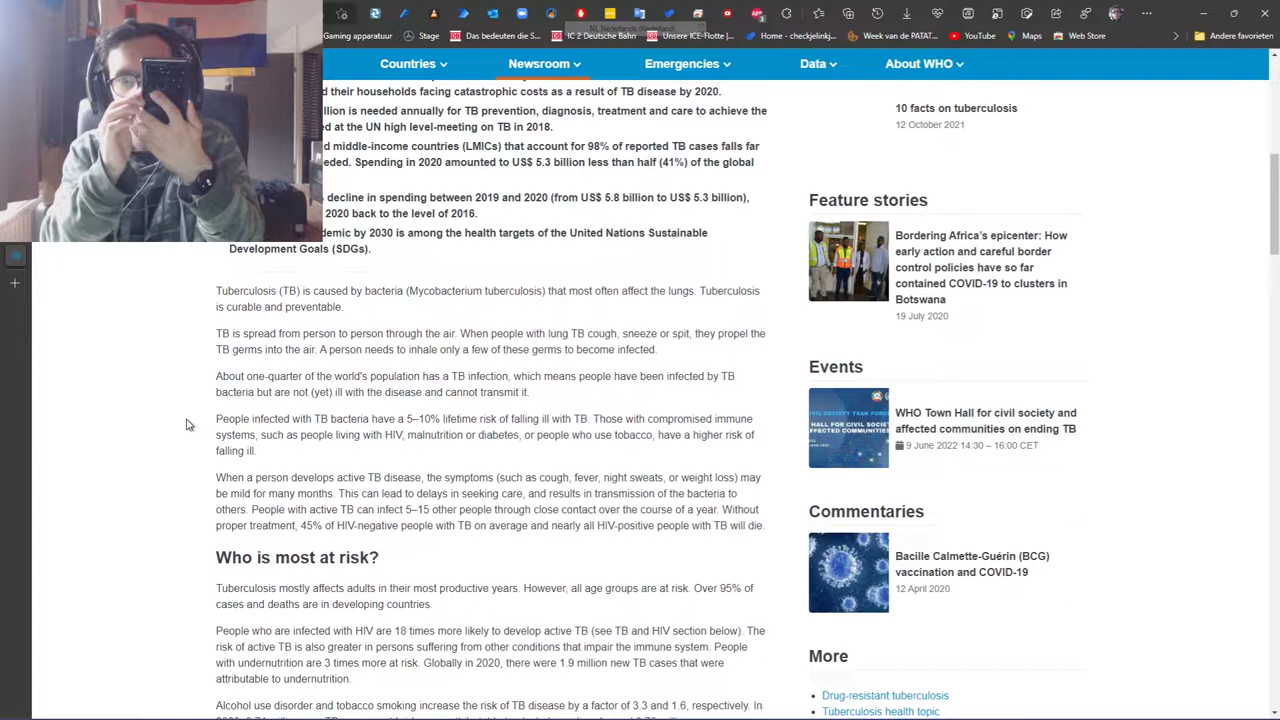 Gaming apparatuur
Stage
Das bedeuten die S...
IC 2 Deutsche Bahn
Unsere ICE-Flotte |...
Home - checkjelinkj...
Week van de PATAT...
YouTube
Maps
Web Store
Andere favorieten
Countries
Newsroom
Emergencies
Data
About WHO
d their households facing catastrophic costs as a result of TB disease by 2020.
llion is needed annually for TB prevention, diagnosis, treatment and care to achieve the
d at the UN high level-meeting on TB in 2018.
d middle-income countries (LMICs) that account for 98% of reported TB cases falls far
eded. Spending in 2020 amounted to US$ 5.3 billion less than half (41%) of the global
decline in spending between 2019 and 2020 (from US$ 5.8 billion to US$ 5.3 billion),
2020 back to the level of 2016.
demic by 2030 is among the health targets of the United Nations Sustainable
Development Goals (SDGs).
Tuberculosis (TB) is caused by bacteria (Mycobacterium tuberculosis) that most often affect the lungs. Tuberculosis
is curable and preventable.
TB is spread from person to person through the air. When people with lung TB cough, sneeze or spit, they propel the
TB germs into the air. A person needs to inhale only a few of these germs to become infected.
About one-quarter of the world's population has a TB infection, which means people have been infected by TB
bacteria but are not (yet) ill with the disease and cannot transmit it.
People infected with TB bacteria have a 5–10% lifetime risk of falling ill with TB. Those with compromised immune
systems, such as people living with HIV, malnutrition or diabetes, or people who use tobacco, have a higher risk of
falling ill.
When a person develops active TB disease, the symptoms (such as cough, fever, night sweats, or weight loss) may
be mild for many months. This can lead to delays in seeking care, and results in transmission of the bacteria to
others. People with active TB can infect 5–15 other people through close contact over the course of a year. Without
proper treatment, 45% of HIV-negative people with TB on average and nearly all HIV-positive people with TB will die.
Who is most at risk?
Tuberculosis mostly affects adults in their most productive years. However, all age groups are at risk. Over 95% of
cases and deaths are in developing countries.
People who are infected with HIV are 18 times more likely to develop active TB (see TB and HIV section below). The
risk of active TB is also greater in persons suffering from other conditions that impair the immune system. People
with undernutrition are 3 times more at risk. Globally in 2020, there were 1.9 million new TB cases that were
attributable to undernutrition.
Alcohol use disorder and tobacco smoking increase the risk of TB disease by a factor of 3.3 and 1.6, respectively. In
10 facts on tuberculosis
12 October 2021
Feature stories
Bordering Africa's epicenter: How
early action and careful border
control policies have so far
contained COVID-19 to clusters in
Botswana
19 July 2020
Events
WHO Town Hall for civil society and
affected communities on ending TB
9 June 2022 14:30 – 16:00 CET
Commentaries
Bacille Calmette-Guérin (BCG)
vaccination and COVID-19
12 April 2020
More
Drug-resistant tuberculosis
Tuberculosis health topic